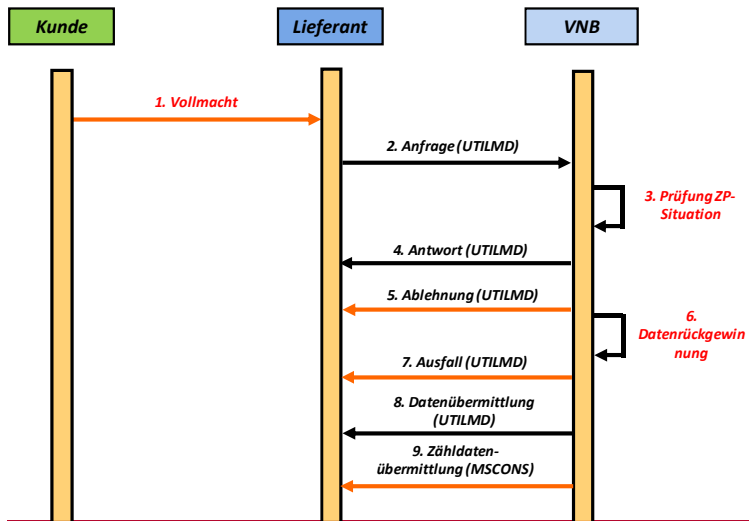 Kunde
Lieferant
VNB
1. Vollmacht
2. Anfrage (UTILMD)
3. Prüfung ZP-
Situation
4. Antwort (UTILMD)
5. Ablehnung (UTILMD)
6.
Datenrückgewin
nung
7. Ausfall (UTILMD)
8. Datenübermittlung
(UTILMD)
9. Zähldaten-
übermittlung (MSCONS)